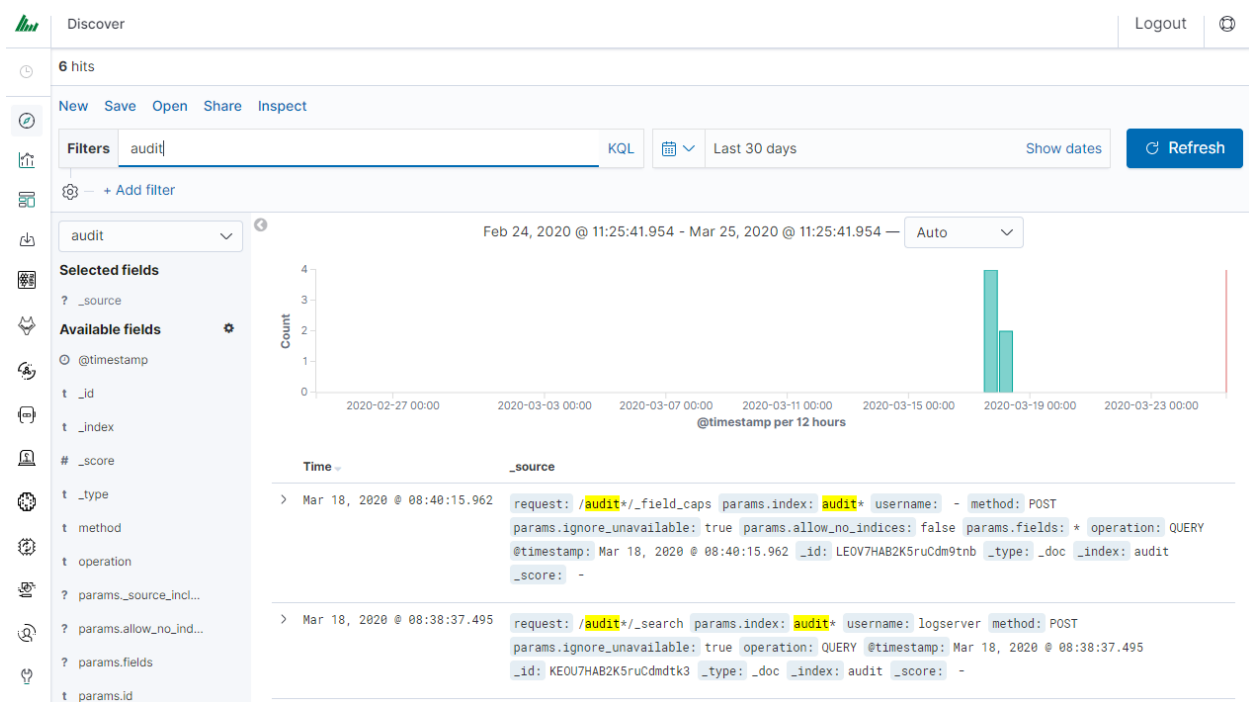 Discover
Logout
6 hits
New Save Open Share Inspect
Filters audit KQL Last 30 days Show dates Refresh
+ Add filter
audit
Selected fields
? _source
Available fields
@timestamp
t _id
t _index
# _score
t _type
t method
t operation
? params._source_incl...
? params.allow_no_ind...
? params.fields
t params.id
Feb 24, 2020 @ 11:25:41.954 - Mar 25, 2020 @ 11:25:41.954 — Auto
4
3
2
1
0
Count
2020-02-27 00:00 2020-03-03 00:00 2020-03-07 00:00 2020-03-11 00:00 2020-03-15 00:00 2020-03-19 00:00 2020-03-23 00:00
@timestamp per 12 hours
Time _source
Mar 18, 2020 @ 08:40:15.962 request: /audit*/_field_caps params.index: audit* username: - method: POST
params.ignore_unavailable: true params.allow_no_indices: false params.fields: * operation: QUERY
@timestamp: Mar 18, 2020 @ 08:40:15.962 _id: LEOV7HAB2K5ruCdm9tnb _type: _doc _index: audit
_score: -
Mar 18, 2020 @ 08:38:37.495 request: /audit*/_search params.index: audit* username: logserver method: POST
params.ignore_unavailable: true operation: QUERY @timestamp: Mar 18, 2020 @ 08:38:37.495
_id: KEOU7HAB2K5ruCdmdtk3 _type: _doc _index: audit _score: -